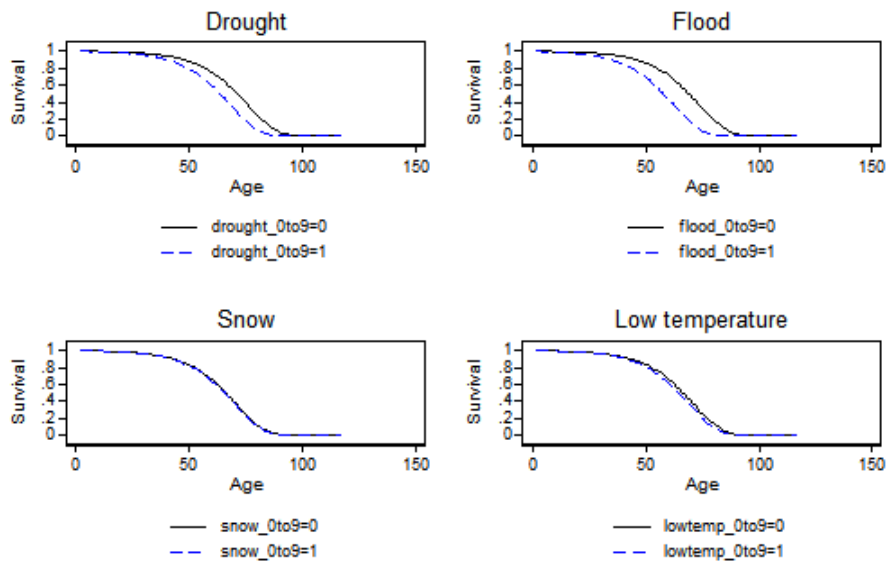 Drought
Survival
1
.8
.6
.4
.2
0
0 50 100 150
Age
drought_0to9=0
drought_0to9=1
Flood
Survival
1
.8
.6
.4
.2
0
0 50 100 150
Age
flood_0to9=0
flood_0to9=1
Snow
Survival
1
.8
.6
.4
.2
0
0 50 100 150
Age
snow_0to9=0
snow_0to9=1
Low temperature
Survival
1
.8
.6
.4
.2
0
0 50 100 150
Age
lowtemp_0to9=0
lowtemp_0to9=1